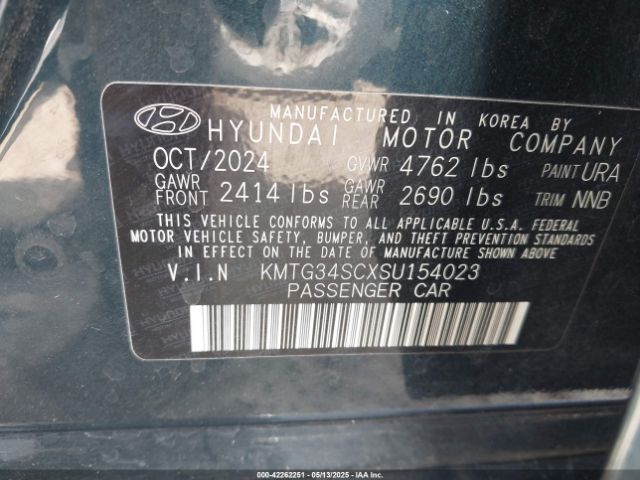 MANUFACTURED IN KOREA BY
HYUNDAI MOTOR COMPANY
OCT/2024 GVWR 4762 lbs PAINT URA
GAWR FRONT 2414 lbs GAWR REAR 2690 lbs TRIM NNB
THIS VEHICLE CONFORMS TO ALL APPLICABLE U.S.A. FEDERAL
MOTOR VEHICLE SAFETY, BUMPER, AND THEFT PREVENTION STANDARDS
IN EFFECT ON THE DATE OF MANUFACTURE SHOWN ABOVE
V.I.N KMTG34SCXSU154023
PASSENGER CAR
000-42262251 | 05/13/2025 | IAAI.COM